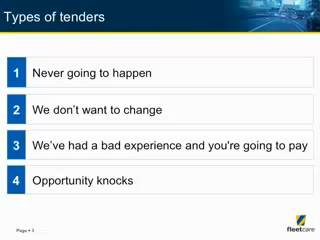 Types of tenders
1 Never going to happen
2 We don't want to change
3 We've had a bad experience and you're going to pay
4 Opportunity knocks
Page ▪ 3
fleetcare